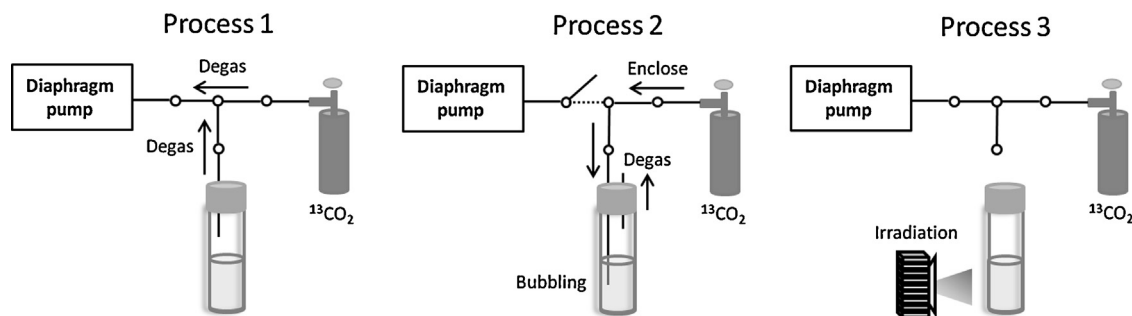 Process 1
Diaphragm
pump
Degas
Degas
¹³CO₂
Process 2
Diaphragm
pump
Enclose
Degas
Bubbling
¹³CO₂
Process 3
Diaphragm
pump
Irradiation
¹³CO₂